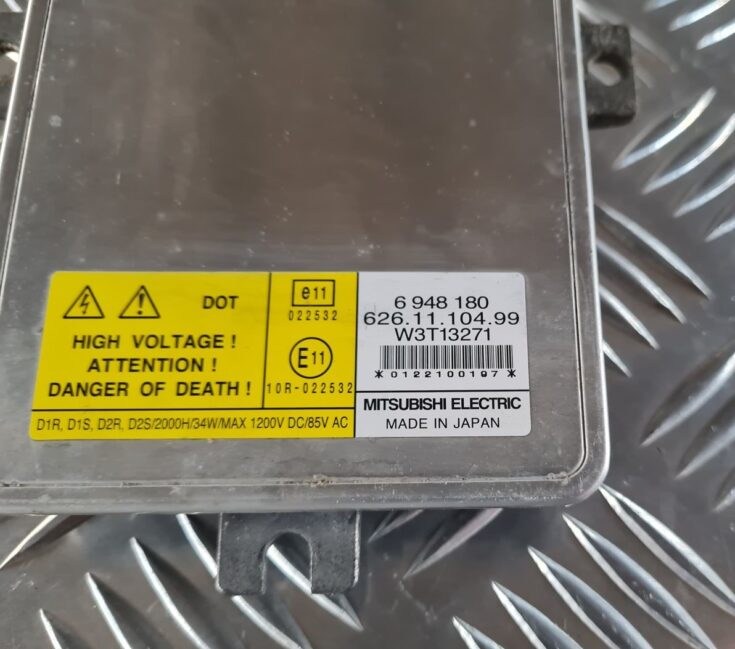 DOT
HIGH VOLTAGE !
ATTENTION !
DANGER OF DEATH !
e11
022532
E11
10R-022532
D1R, D1S, D2R, D2S/2000H/34W/MAX 1200V DC/85V AC
6 948 180
626.11.104.99
W3T13271
*0122100197*
MITSUBISHI ELECTRIC
MADE IN JAPAN